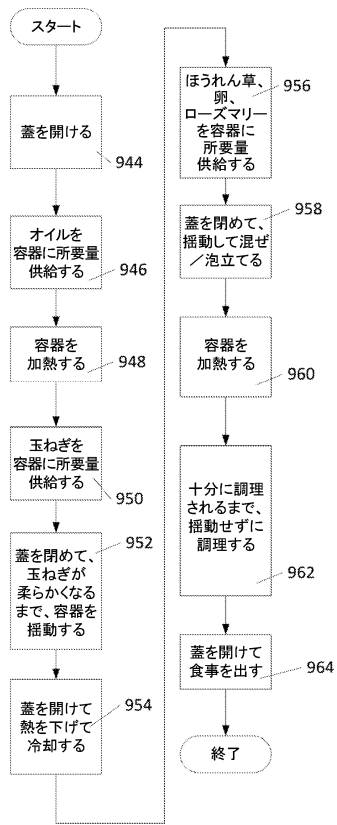 スタート
蓋を開ける
944
オイルを
容器に所要量
供給する
946
容器を
加熱する
948
玉ねぎを
容器に所要量
供給する
950
952
蓋を閉めて、
玉ねぎが
柔らかくなる
まで、容器を
揺動する
蓋を開けて
熱を下げて
冷却する
954
ほうれん草、
卵、
ローズマリー
を容器に
所要量
供給する
956
958
蓋を閉めて、
揺動して混ぜ
／泡立てる
容器を
加熱する
960
十分に調理
されるまで、
揺動せずに
調理する
962
蓋を開けて
食事を出す
964
終了